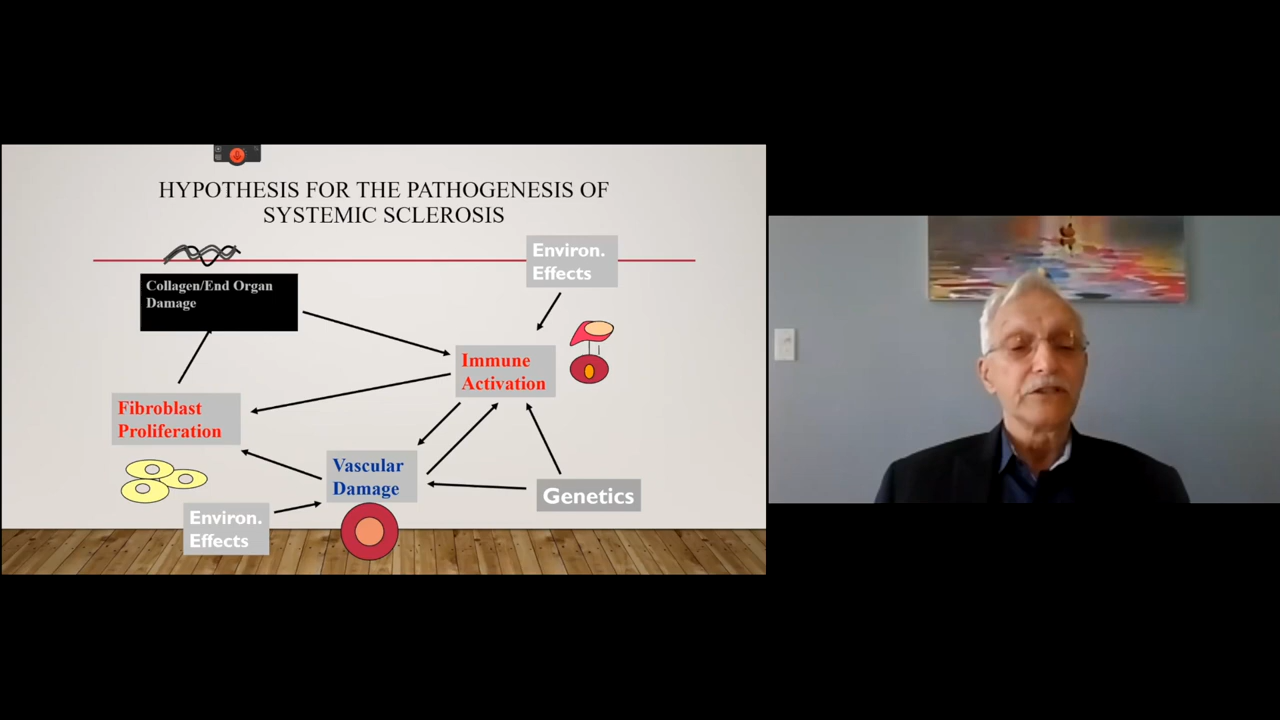 HYPOTHESIS FOR THE PATHOGENESIS OF
SYSTEMIC SCLEROSIS
Environ.
Effects
Collagen/End Organ
Damage
Immune
Activation
Fibroblast
Proliferation
Vascular
Damage
Genetics
Environ.
Effects